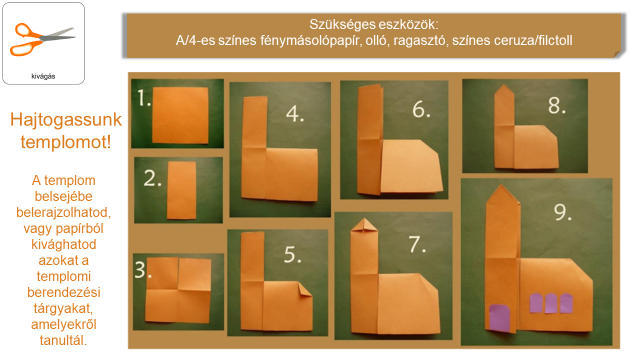 kivágás
Szükséges eszközök:
A/4-es színes fénymásolópapír, olló, ragasztó, színes ceruza/filctoll
Hajtogassunk
templomot!
A templom
belsejébe
belerajzolhatod,
vagy papírból
kivághatod
azokat a
templomi
berendezési
tárgyakat,
amelyekről
tanultál.
1.
2.
3.
4.
5.
6.
7.
8.
9.